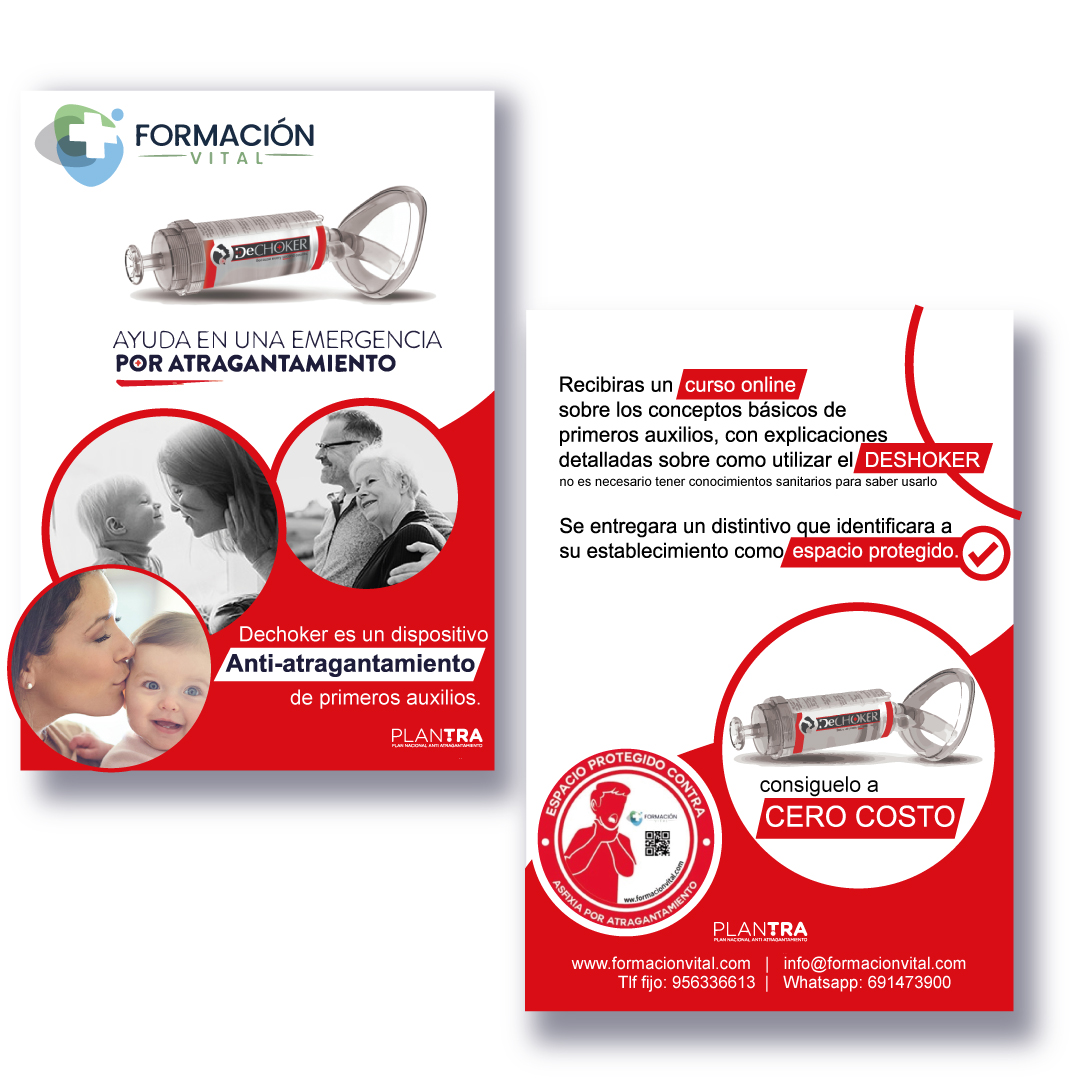 FORMACIÓN
VITAL
DeCHOKER
AYUDA EN UNA EMERGENCIA
POR ATRAGANTAMIENTO
Dechoker es un dispositivo
Anti-atragantamiento
de primeros auxilios.
PLANTRA
PLAN NACIONAL ANTI ATRAGANTAMIENTO
Recibiras un curso online
sobre los conceptos básicos de
primeros auxilios, con explicaciones
detalladas sobre como utilizar el DESHOKER
no es necesario tener conocimientos sanitarios para saber usarlo
Se entregara un distintivo que identificara a
su establecimiento como espacio protegido.
DeCHOKER
consiguelo a
CERO COSTO
ESPACIO PROTEGIDO CONTRA
FORMACIÓN
ww.formacionvital.com
ASFIXIA POR ATRAGANTAMIENTO
PLANTRA
PLAN NACIONAL ANTI ATRAGANTAMIENTO
www.formacionvital.com | info@formacionvital.com
Tlf fijo: 956336613 | Whatsapp: 691473900